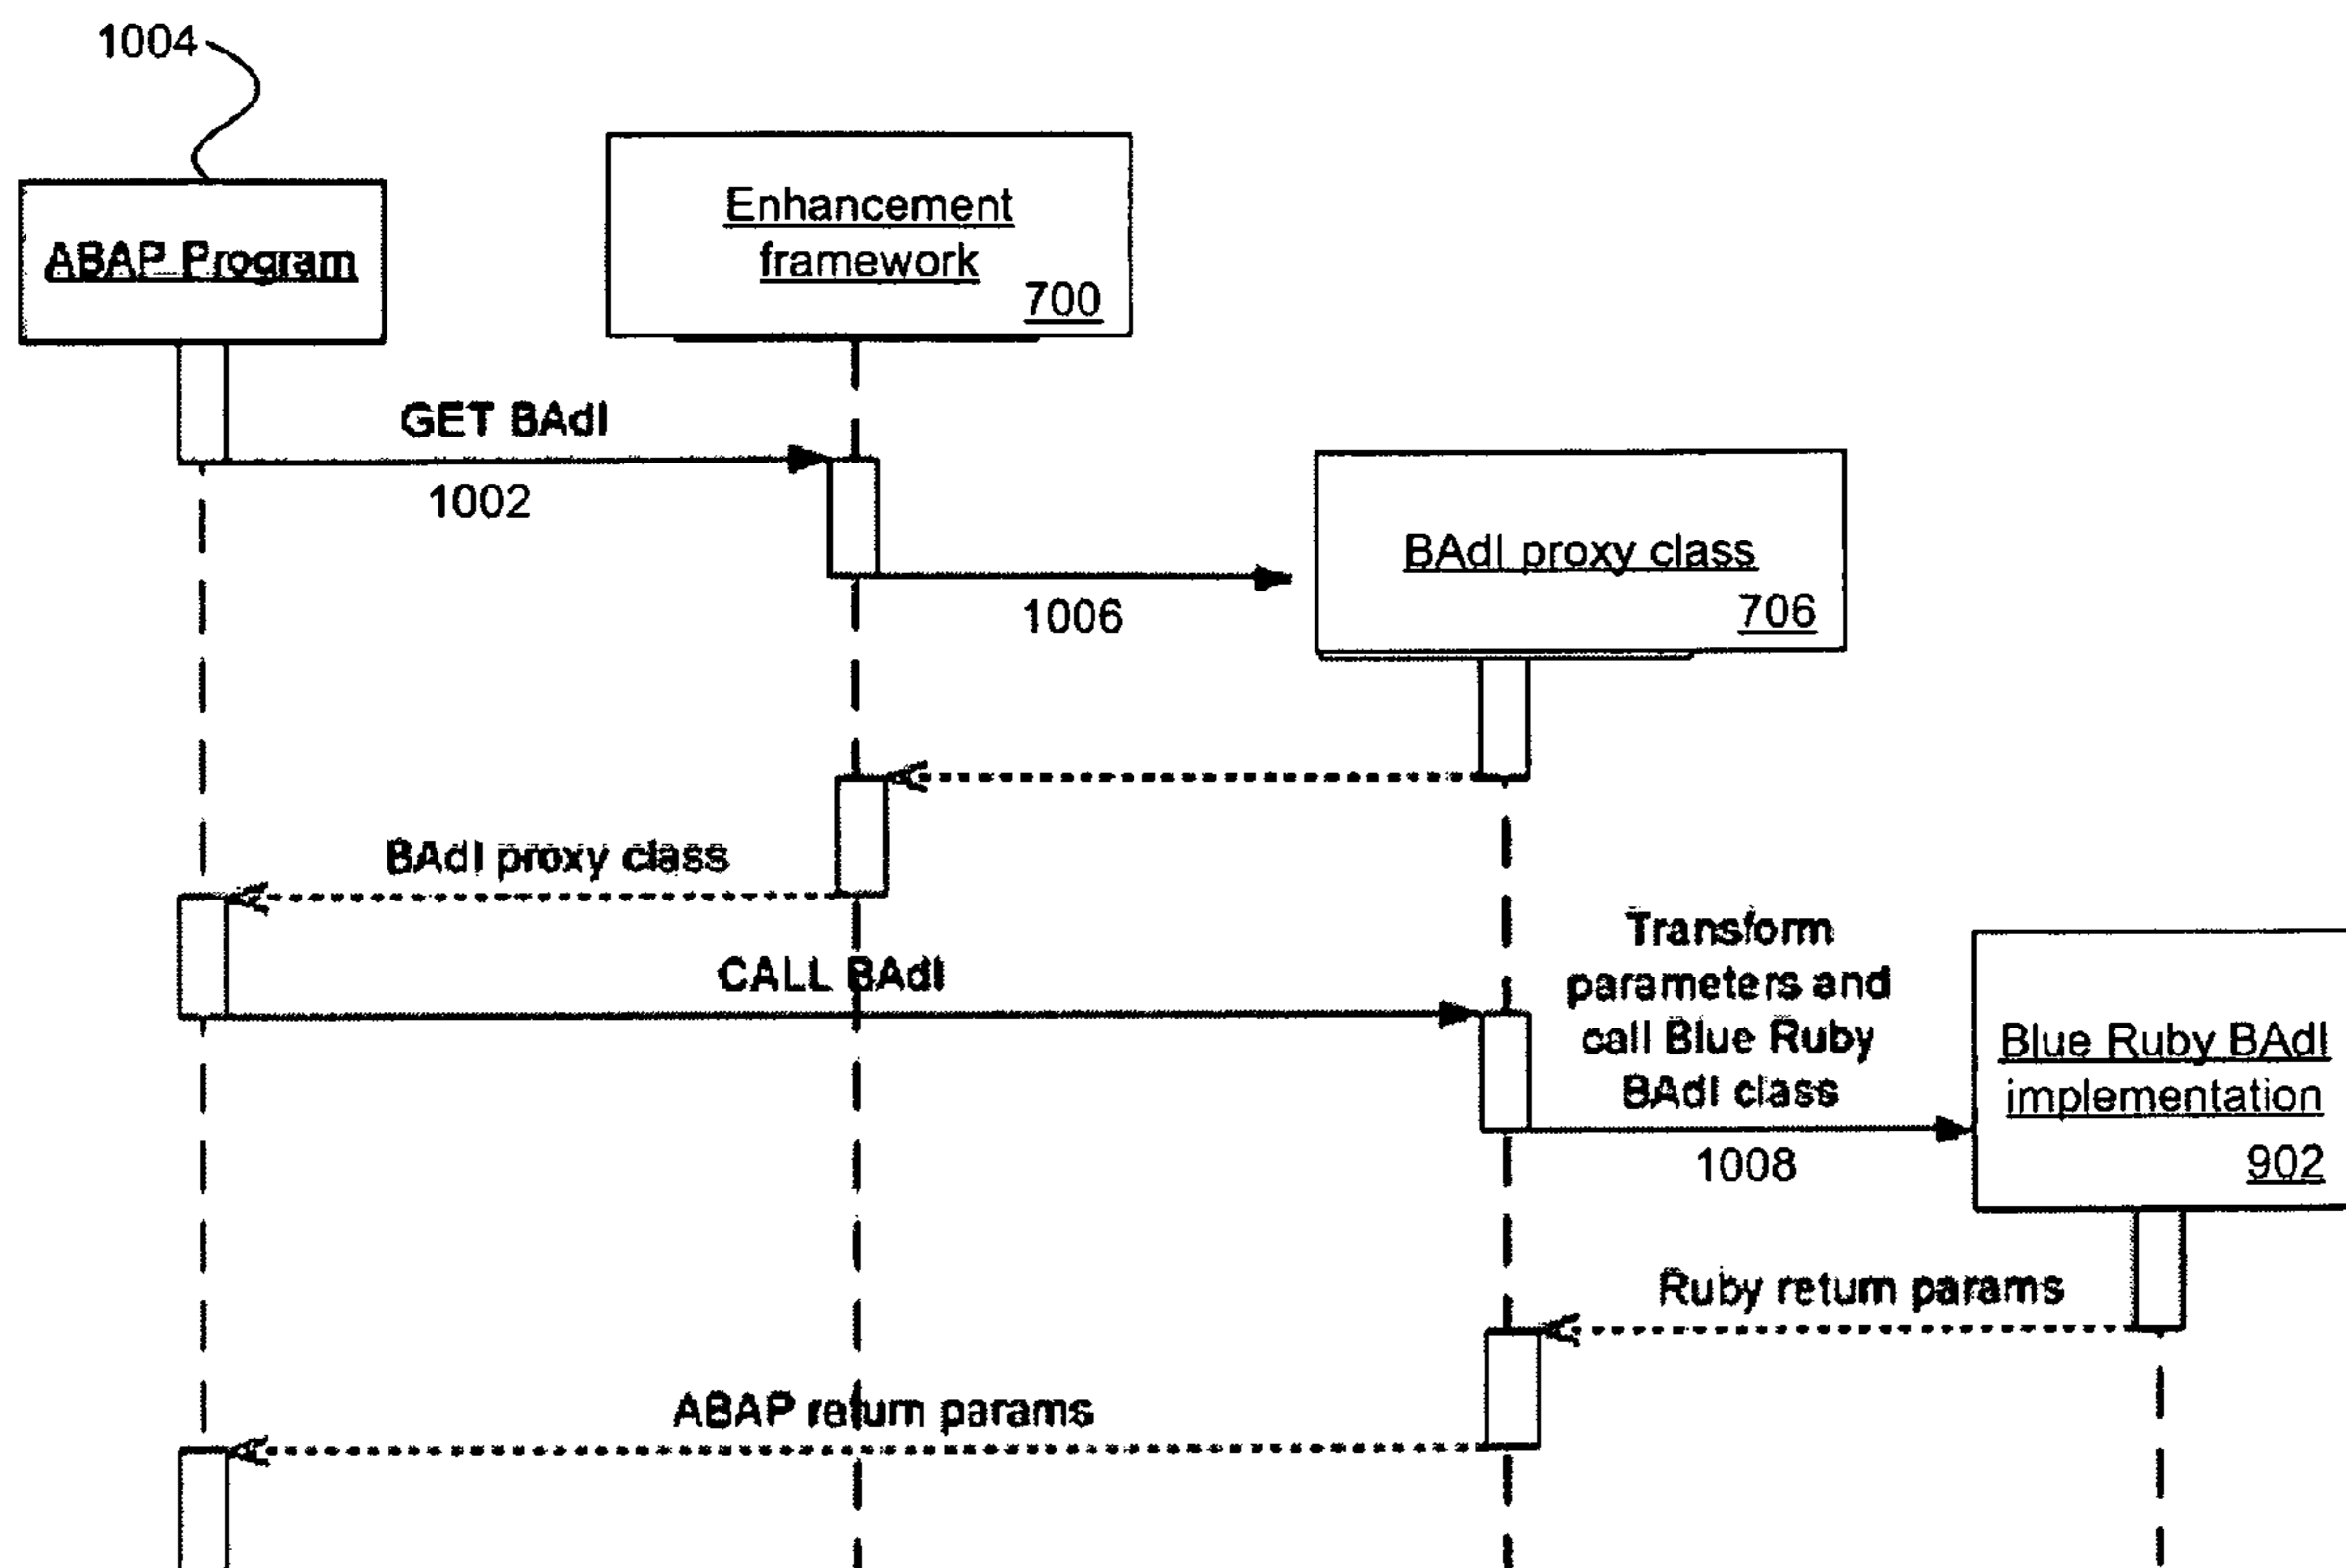 1004
ABAP Program
Enhancement
framework
700
GET BAdI
1002
BAdI proxy class
706
1006
BAdI proxy class
CALL BAdI
Transform
parameters and
call Blue Ruby
BAdI class
1008
Blue Ruby BAdI
implementation
902
Ruby return params
ABAP return params